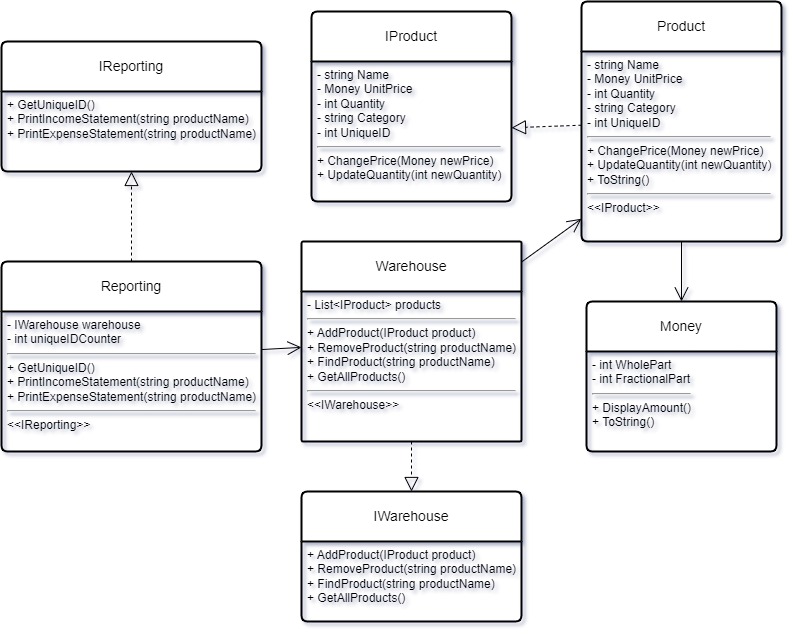 IReporting
+ GetUniqueID()
+ PrintIncomeStatement(string productName)
+ PrintExpenseStatement(string productName)
IProduct
- string Name
- Money UnitPrice
- int Quantity
- string Category
- int UniqueID
+ ChangePrice(Money newPrice)
+ UpdateQuantity(int newQuantity)
Product
- string Name
- Money UnitPrice
- int Quantity
- string Category
- int UniqueID
+ ChangePrice(Money newPrice)
+ UpdateQuantity(int newQuantity)
+ ToString()
<<IProduct>>
Reporting
- IWarehouse warehouse
- int uniqueIDCounter
+ GetUniqueID()
+ PrintIncomeStatement(string productName)
+ PrintExpenseStatement(string productName)
<<IReporting>>
Warehouse
- List<IProduct> products
+ AddProduct(IProduct product)
+ RemoveProduct(string productName)
+ FindProduct(string productName)
+ GetAllProducts()
<<IWarehouse>>
Money
- int WholePart
- int FractionalPart
+ DisplayAmount()
+ ToString()
IWarehouse
+ AddProduct(IProduct product)
+ RemoveProduct(string productName)
+ FindProduct(string productName)
+ GetAllProducts()